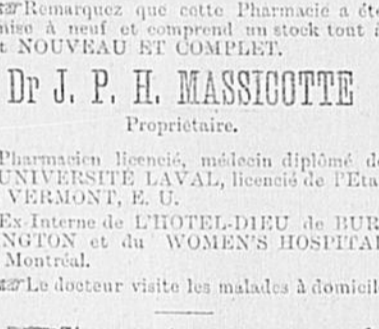 Remarquez que cette Pharmacie a été
mise à neuf et comprend un stock tout à
t NOUVEAU ET COMPLET.
Dr J. P. H. MASSICOTTE
Propriétaire.
Pharmacien licencié, médecin diplômé de
UNIVERSITÉ LAVAL, licencié de l'Etat
VERMONT, E. U.
Ex-Interne de L'HOTEL-DIEU de BUR
INGTON et du WOMEN'S HOSPITAL
Montréal.
Le docteur visite les malades à domicil